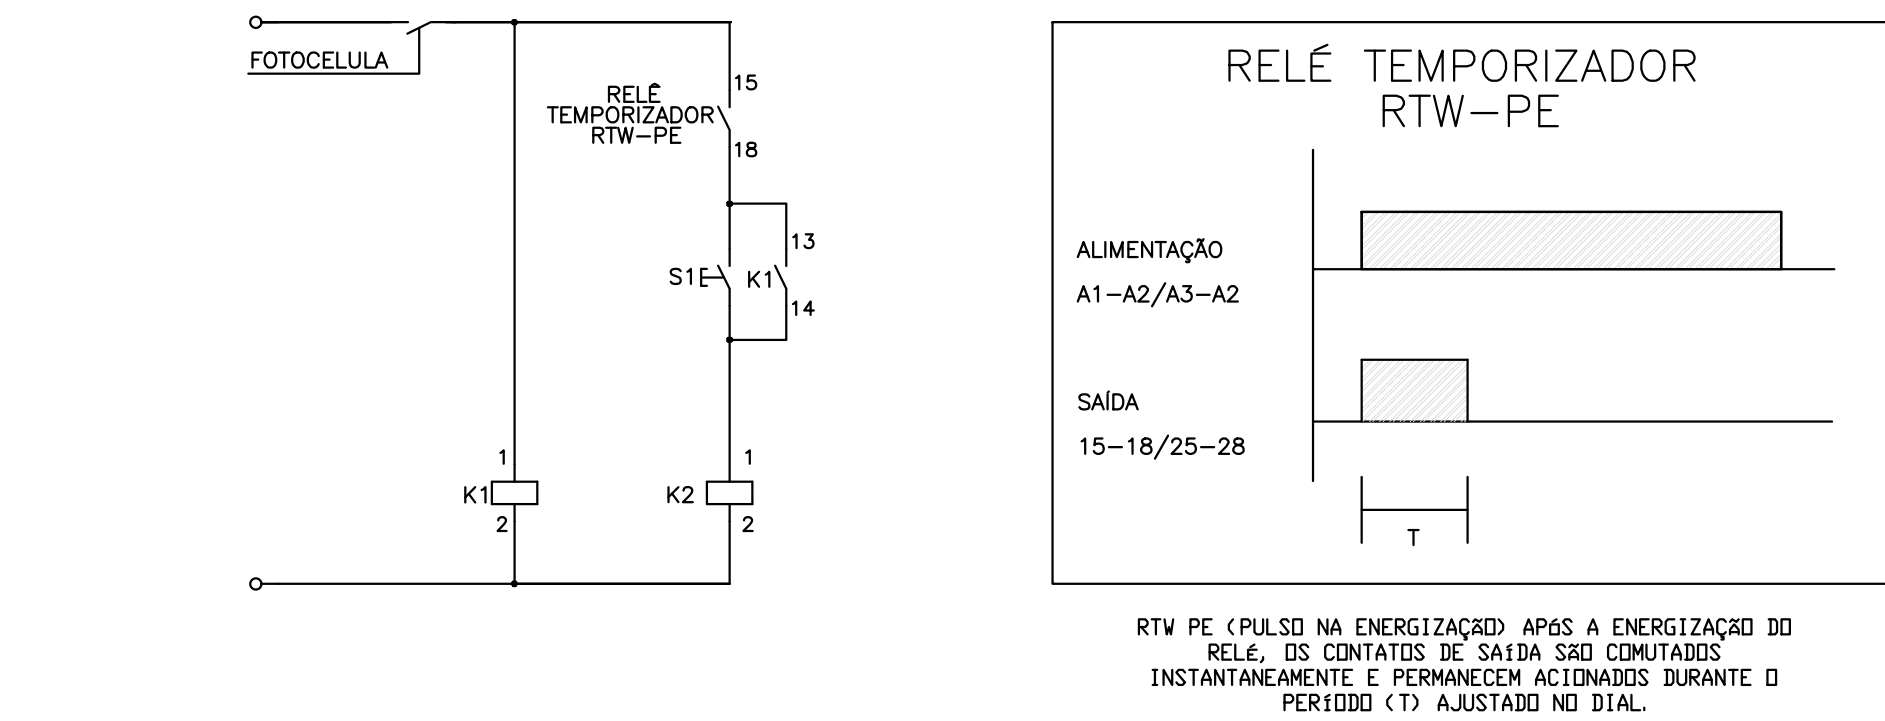 FOTOCELULA
RELÊ
TEMPORIZADOR
RTW-PE
15
18
13
S1
K1
14
1
K1
2
1
K2
2
RELÉ TEMPORIZADOR
RTW-PE
ALIMENTAÇÃO
A1-A2/A3-A2
SAÍDA
15-18/25-28
T
RTW PE (PULSO NA ENERGIZAÇÃO) APóS A ENERGIZAÇÃO DO
RELé, OS CONTATOS DE SAíDA SÃO COMUTADOS
INSTANTANEAMENTE E PERMANECEM ACIONADOS DURANTE O
PERíODO (T) AJUSTADO NO DIAL.